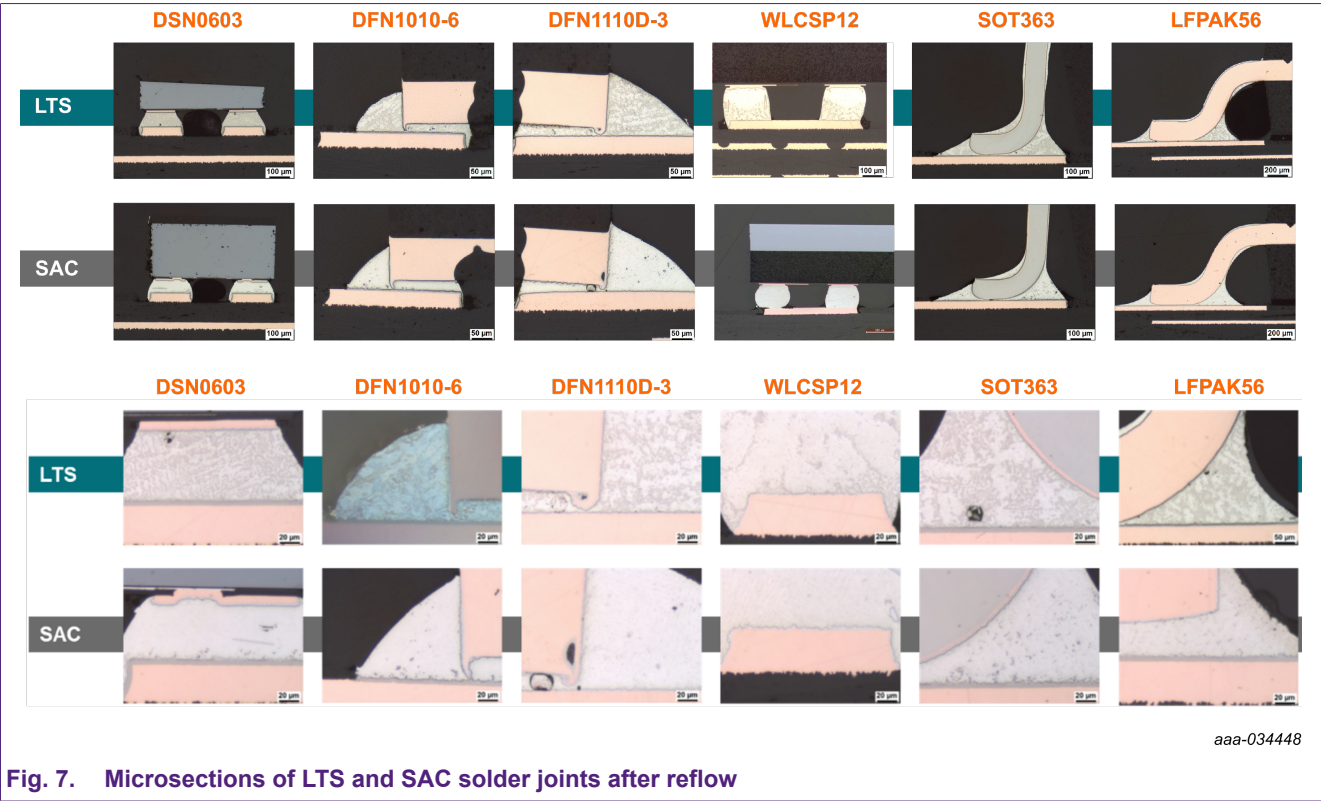 DSN0603 DFN1010-6 DFN1110D-3 WLCSP12 SOT363 LFPAK56
LTS
100 µm 50 µm 50 µm 100 µm 100 µm 200 µm
SAC
100 µm 50 µm 50 µm 100 µm 200 µm
DSN0603 DFN1010-6 DFN1110D-3 WLCSP12 SOT363 LFPAK56
LTS
20 µm 20 µm 20 µm 20 µm 20 µm 50 µm
SAC
20 µm 20 µm 20 µm 20 µm 20 µm 20 µm
aaa-034448
Fig. 7. Microsections of LTS and SAC solder joints after reflow